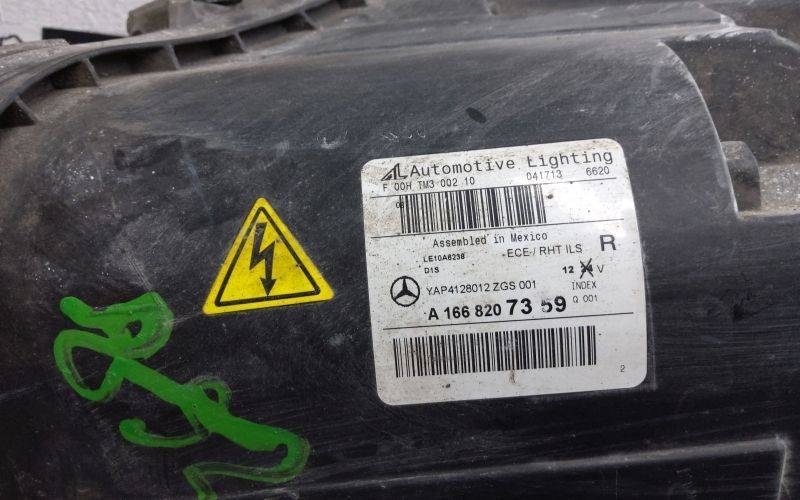 AL Automotive Lighting
F 00H TM3 002 10 041713 6620
Assembled in Mexico
LE10A6238 ECE / RHT ILS R
D1S 12 V
YAP4128012 ZGS 001 INDEX
A 166 820 73 59 Q 001
2